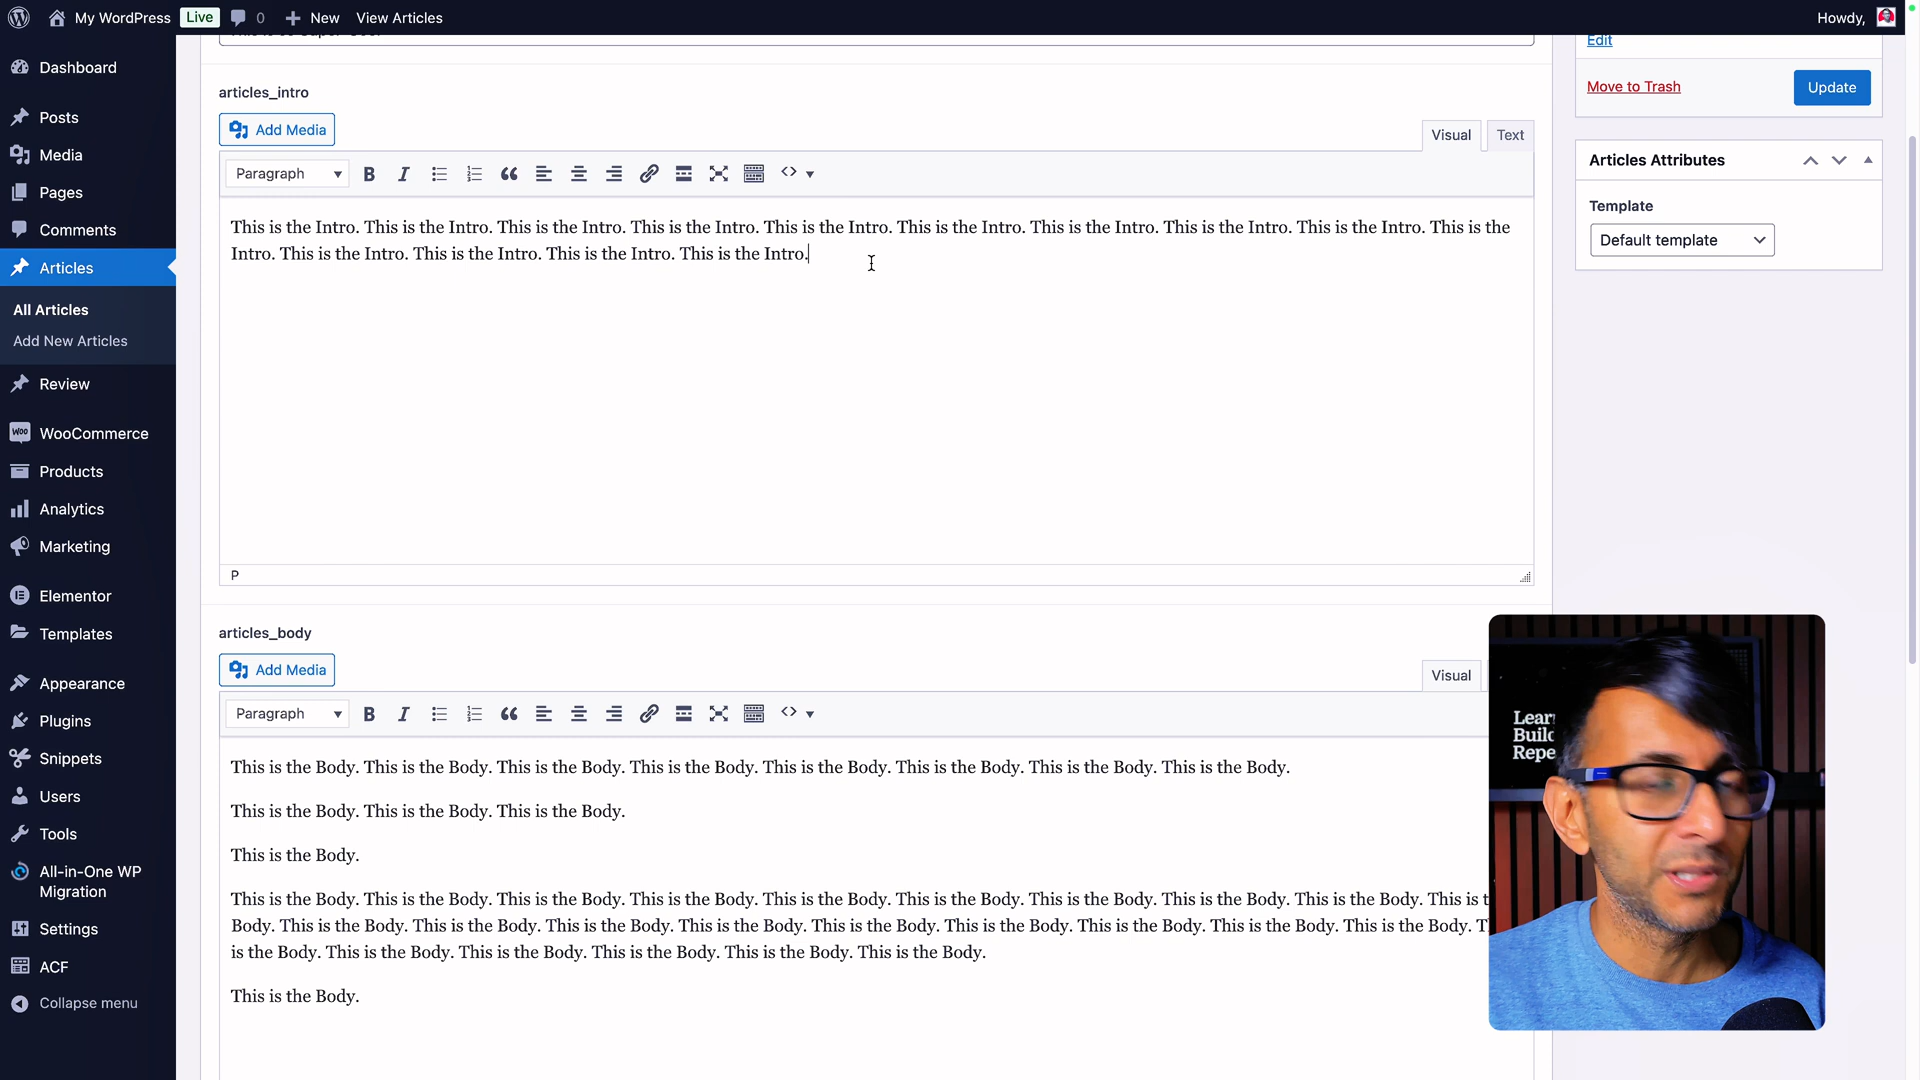 My WordPress Live 0 New View Articles Howdy,
Dashboard
Posts
Media
Pages
Comments
Articles
All Articles
Add New Articles
Review
WooCommerce
Products
Analytics
Marketing
Elementor
Templates
Appearance
Plugins
Snippets
Users
Tools
All-in-One WP
Migration
Settings
ACF
Collapse menu
articles_intro
Add Media
Visual Text
Paragraph
This is the Intro. This is the Intro. This is the Intro. This is the Intro. This is the Intro. This is the Intro. This is the Intro. This is the Intro. This is the Intro. This is the
Intro. This is the Intro. This is the Intro. This is the Intro. This is the Intro.
P
articles_body
Add Media
Visual
Paragraph
This is the Body. This is the Body. This is the Body. This is the Body. This is the Body. This is the Body. This is the Body. This is the Body.
This is the Body. This is the Body. This is the Body.
This is the Body.
This is the Body. This is the Body. This is the Body. This is the Body. This is the Body. This is the Body. This is the Body. This is the Body. This is the Body. This is
Body. This is the Body. This is the Body. This is the Body. This is the Body. This is the Body. This is the Body. This is the Body. This is the Body. This is the Body.
is the Body. This is the Body. This is the Body. This is the Body. This is the Body. This is the Body.
This is the Body.
Edit
Move to Trash
Update
Articles Attributes
Template
Default template